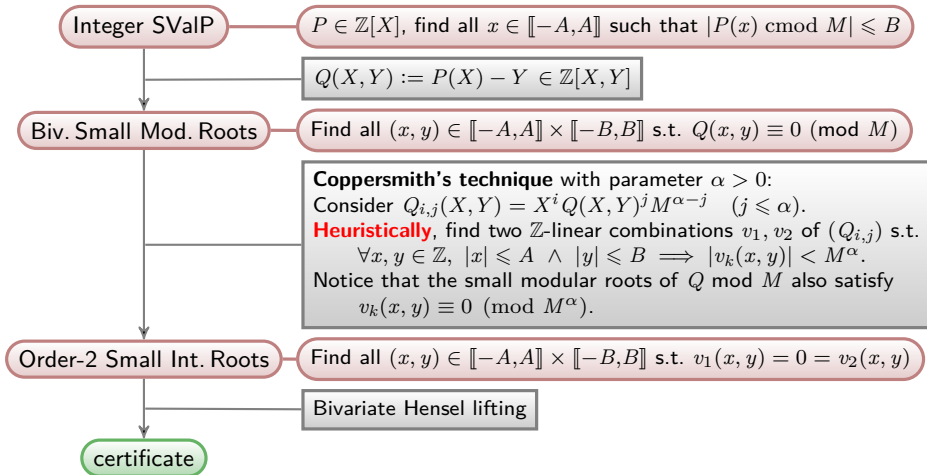 Integer SValP
P ∈ ℤ[X], find all x ∈ ⟦−A,A⟧ such that |P(x) cmod M| ⩽ B
Q(X, Y) := P(X) − Y ∈ ℤ[X, Y]
Biv. Small Mod. Roots
Find all (x, y) ∈ ⟦−A,A⟧ × ⟦−B,B⟧ s.t. Q(x, y) ≡ 0 (mod M)
Coppersmith's technique with parameter α > 0:
Consider Q_{i,j}(X, Y) = X^i Q(X, Y)^j M^{α−j} (j ⩽ α).
Heuristically, find two ℤ-linear combinations v_1, v_2 of (Q_{i,j}) s.t.
∀x, y ∈ ℤ, |x| ⩽ A ∧ |y| ⩽ B ⟹ |v_k(x, y)| < M^α.
Notice that the small modular roots of Q mod M also satisfy
v_k(x, y) ≡ 0 (mod M^α).
Order-2 Small Int. Roots
Find all (x, y) ∈ ⟦−A,A⟧ × ⟦−B,B⟧ s.t. v_1(x, y) = 0 = v_2(x, y)
Bivariate Hensel lifting
certificate